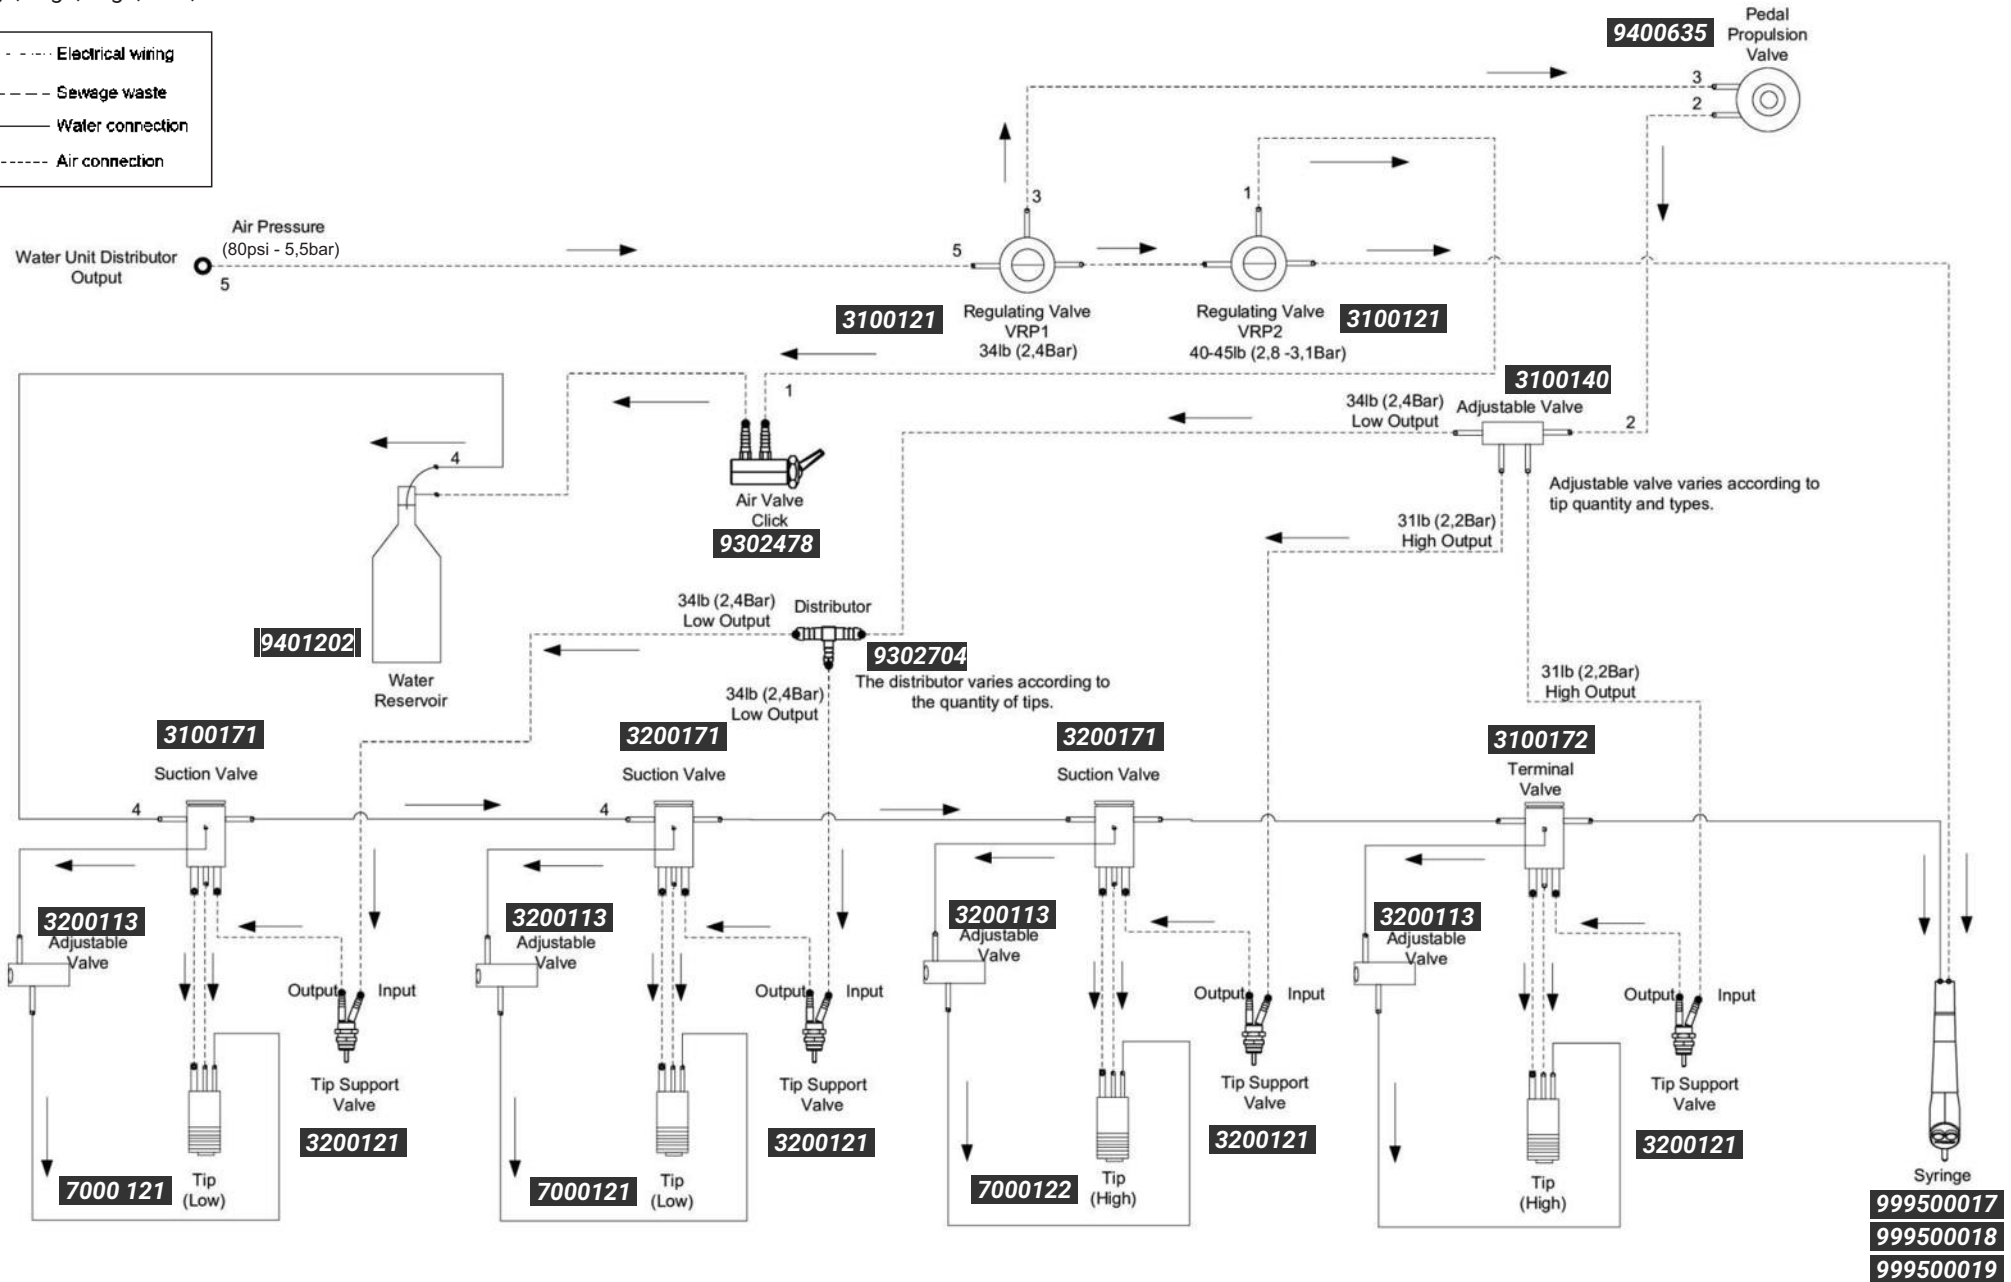 Electrical wiring
Sewage waste
Water connection
Air connection
9400635
Pedal
Propulsion
Valve
3
2
Air Pressure
(80psi - 5,5bar)
Water Unit Distributor
Output
5
5
3
1
3100121
Regulating Valve
VRP1
34lb (2,4Bar)
Regulating Valve
VRP2
40-45lb (2,8 -3,1Bar)
3100121
1
3100140
34lb (2,4Bar)
Low Output
Adjustable Valve
2
Adjustable valve varies according to
tip quantity and types.
4
Air Valve
Click
9302478
31lb (2,2Bar)
High Output
34lb (2,4Bar)
Low Output
Distributor
9401202
9302704
The distributor varies according to
the quantity of tips.
Water
Reservoir
34lb (2,4Bar)
Low Output
31lb (2,2Bar)
High Output
3100171
Suction Valve
3200171
Suction Valve
3200171
Suction Valve
3100172
Terminal
Valve
4
4
3200113
Adjustable
Valve
3200113
Adjustable
Valve
3200113
Adjustable
Valve
3200113
Adjustable
Valve
Output
Input
Output
Input
Output
Input
Output
Input
Tip Support
Valve
3200121
Tip Support
Valve
3200121
Tip Support
Valve
3200121
Tip Support
Valve
3200121
7000 121
Tip
(Low)
7000121
Tip
(Low)
7000122
Tip
(High)
Tip
(High)
Syringe
999500017
999500018
999500019